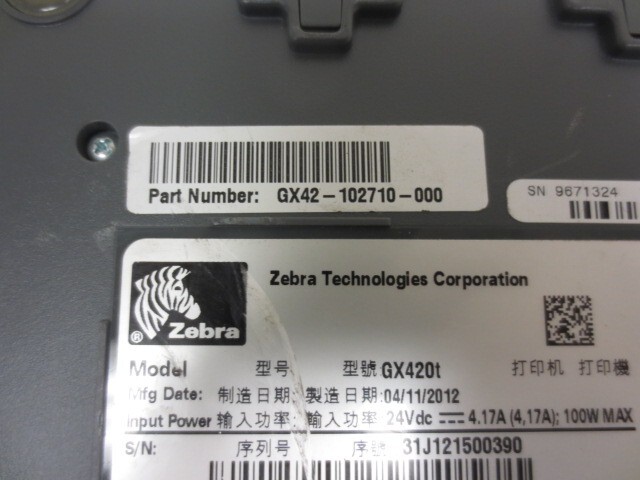 Part Number: GX42-102710-000
SN 9671324
Zebra Technologies Corporation
® Zebra
Model 型号 型號 GX420t 打印机 打印機
Mfg Date: 制造日期: 製造日期: 04/11/2012
Input Power 输入功率: 輸入功率: 24Vdc ⎓ 4.17A (4,17A); 100W MAX
S/N: 序列号 序號 31J121500390